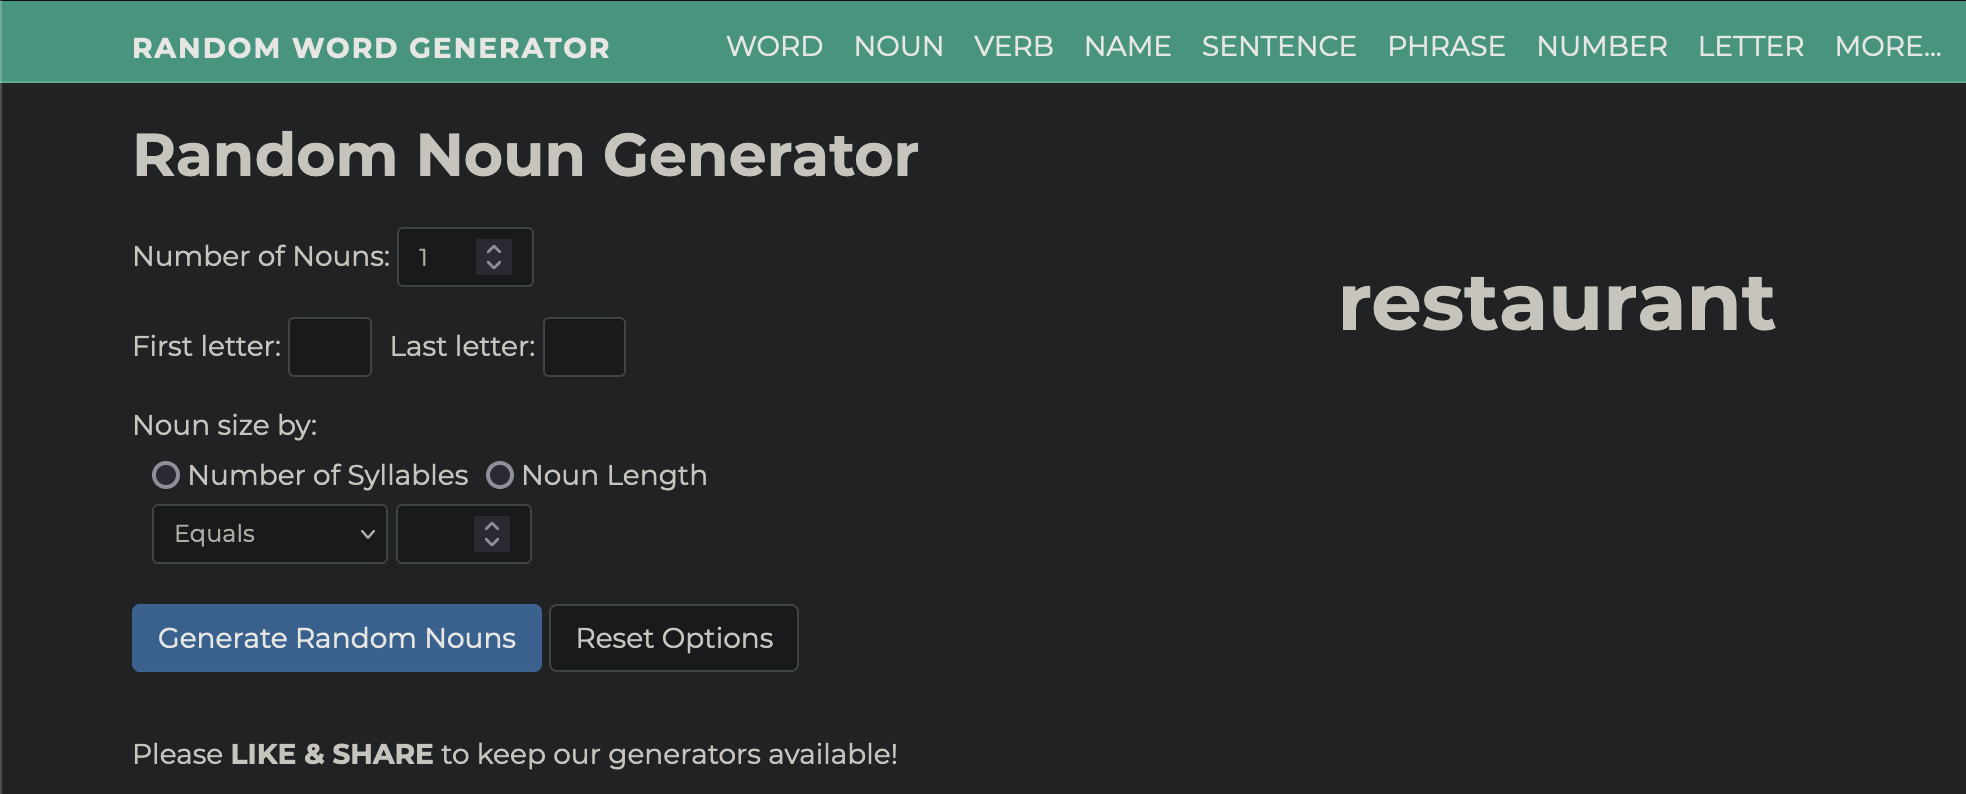 RANDOM WORD GENERATOR WORD NOUN VERB NAME SENTENCE PHRASE NUMBER LETTER MORE...
Random Noun Generator
Number of Nouns: 1
restaurant
First letter: Last letter:
Noun size by:
Number of Syllables Noun Length
Equals
Generate Random Nouns Reset Options
Please LIKE & SHARE to keep our generators available!